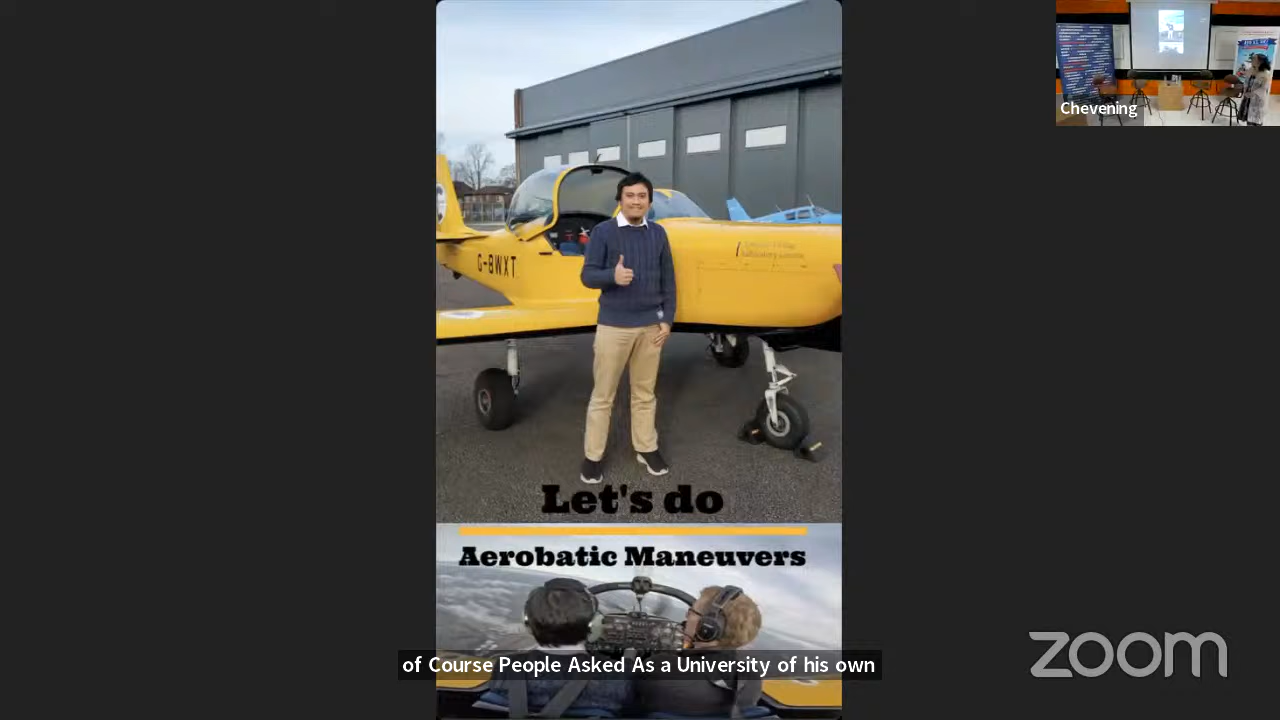 Chevening
G-BWXT
Let's do
Aerobatic Maneuvers
of Course People Asked As a University of his own
zoom